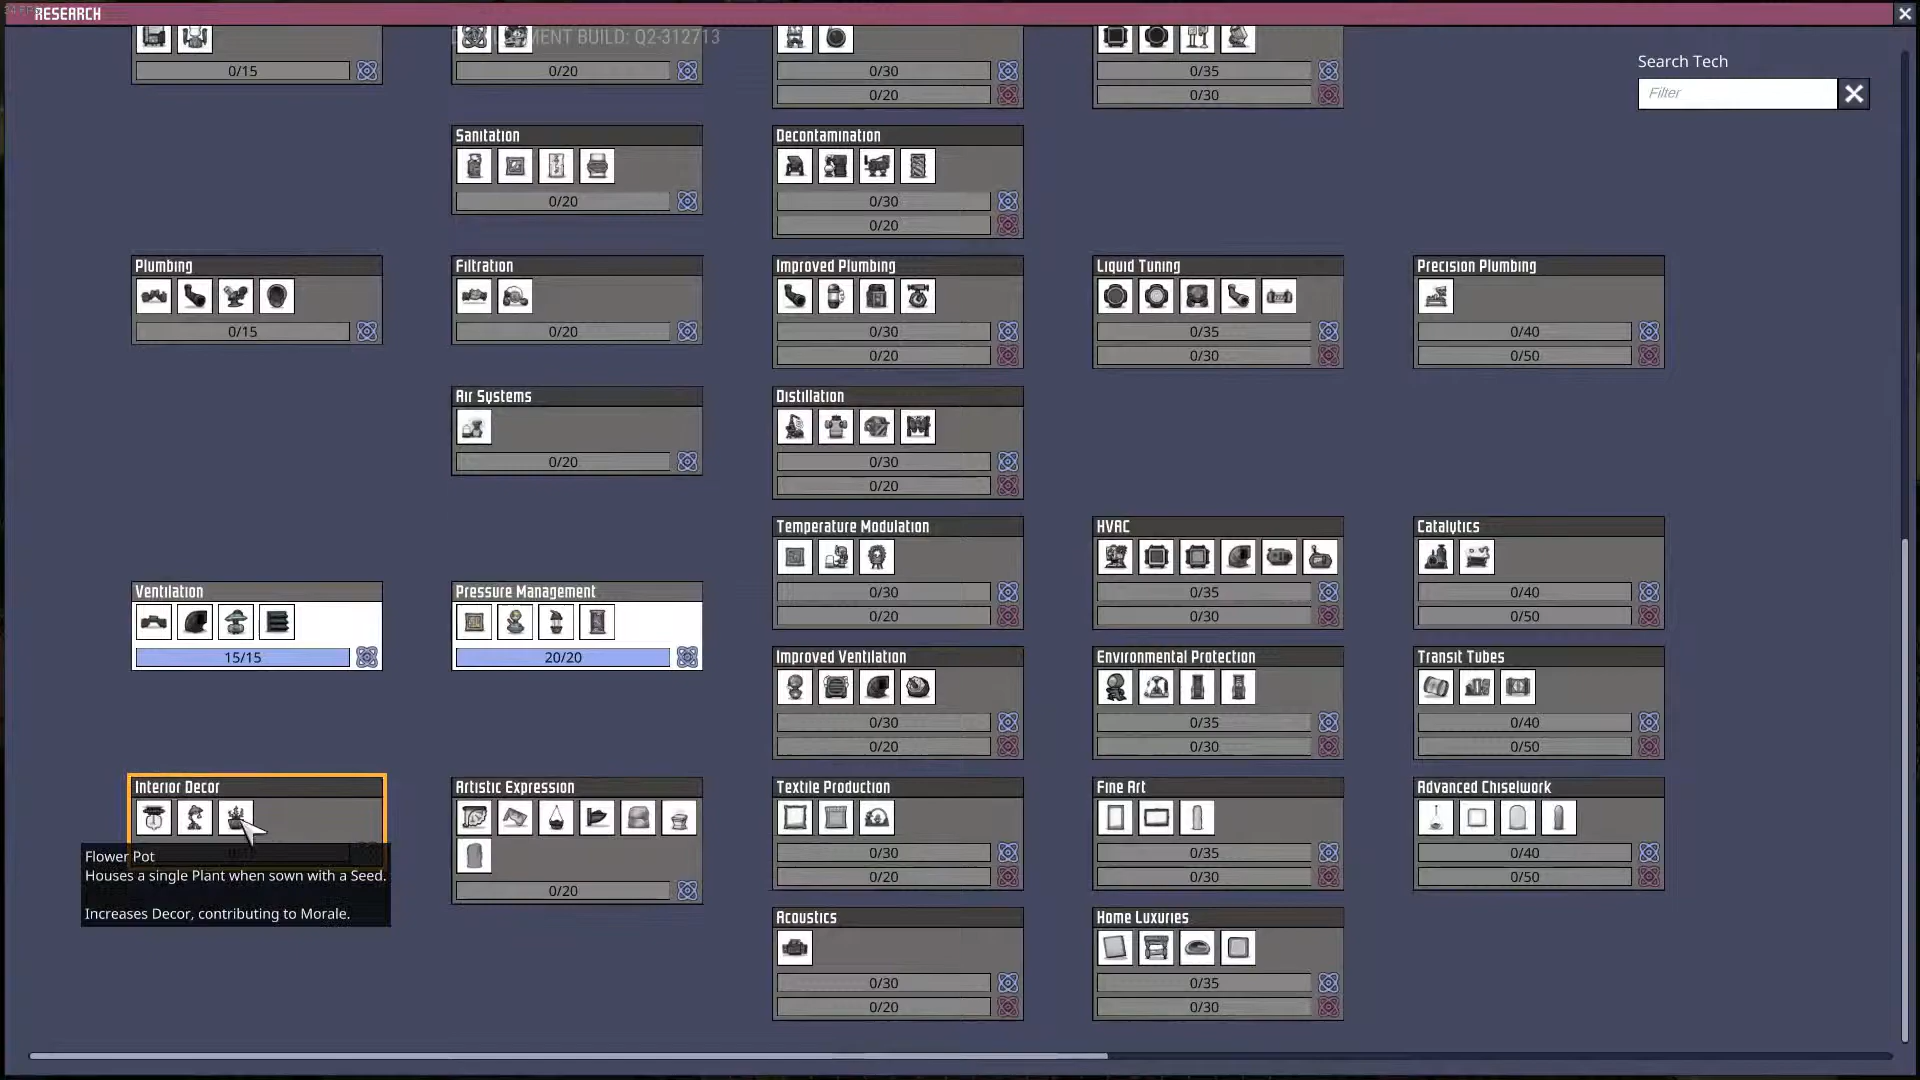 RESEARCH
MENT BUILD: Q2-312713
Search Tech
Filter
0/15
0/20
0/30
0/20
0/35
0/30
Sanitation
0/20
Decontamination
0/30
0/20
Plumbing
0/15
Filtration
0/20
Improved Plumbing
0/30
0/20
Liquid Tuning
0/35
0/30
Precision Plumbing
0/40
0/50
Air Systems
0/20
Distillation
0/30
0/20
Temperature Modulation
0/30
0/20
HVAC
0/35
0/30
Catalytics
0/40
0/50
Ventilation
15/15
Pressure Management
20/20
Improved Ventilation
0/30
0/20
Environmental Protection
0/35
0/30
Transit Tubes
0/40
0/50
Interior Decor
Flower Pot
Houses a single Plant when sown with a Seed.
Increases Decor, contributing to Morale.
Artistic Expression
0/20
Textile Production
0/30
0/20
Fine Art
0/35
0/30
Advanced Chiselwork
0/40
0/50
Acoustics
0/30
0/20
Home Luxuries
0/35
0/30